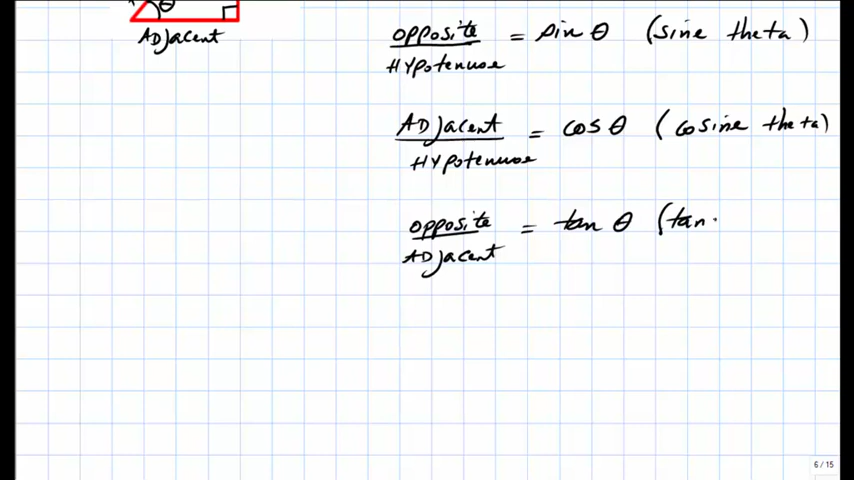 θ
Adjacent
opposite = sin θ (sine theta)
Hypotenuse
Adjacent = cos θ (cosine theta)
Hypotenuse
opposite = tan θ (tan
Adjacent
6 / 15